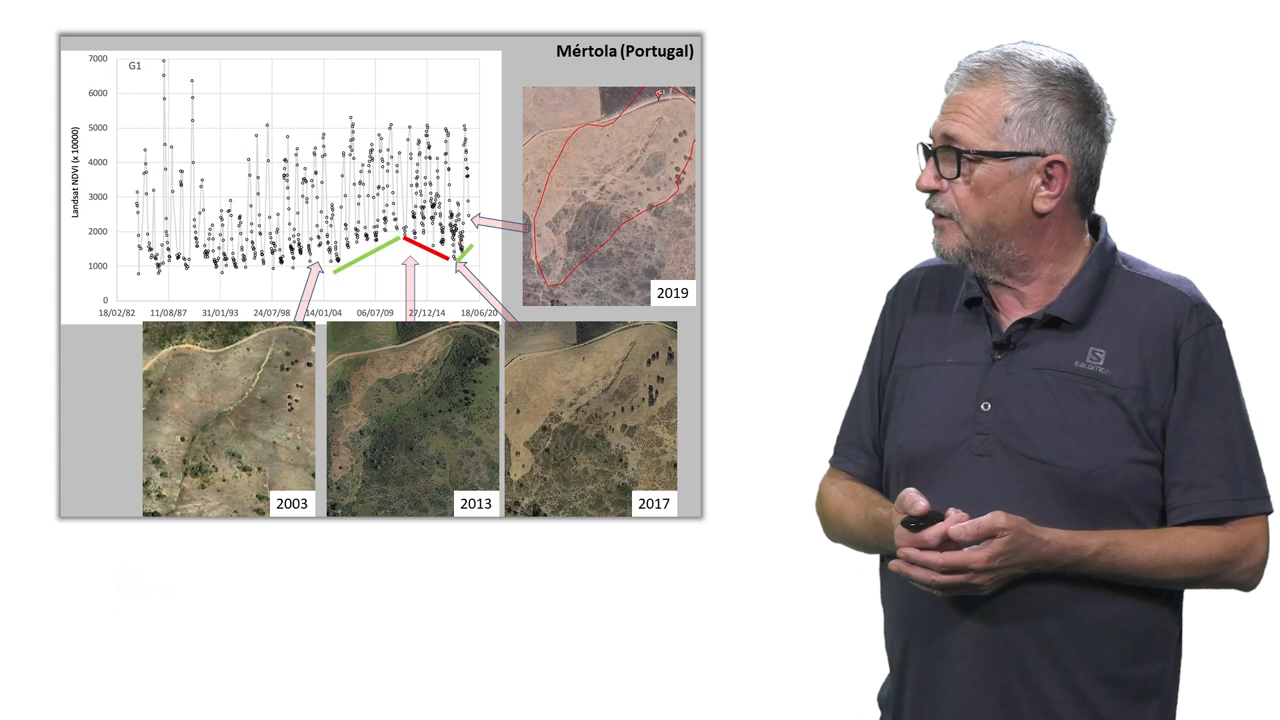 Mértola (Portugal)
G1
Landsat NDVI (x 10000)
7000
6000
5000
4000
3000
2000
1000
0
18/02/82 11/08/87 31/01/93 24/07/98 14/01/04 06/07/09 27/12/14 18/06/20
2019
2003
2013
2017
S
salomon